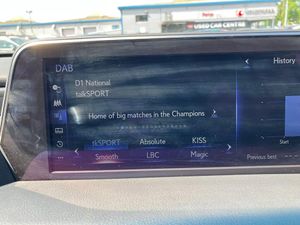 USED CAR CENTRE
DAB
History
D1 National
talkSPORT
Home of big matches in the Champions
tkSPORT Absolute KISS
Smooth LBC Magic
Start
Previous best